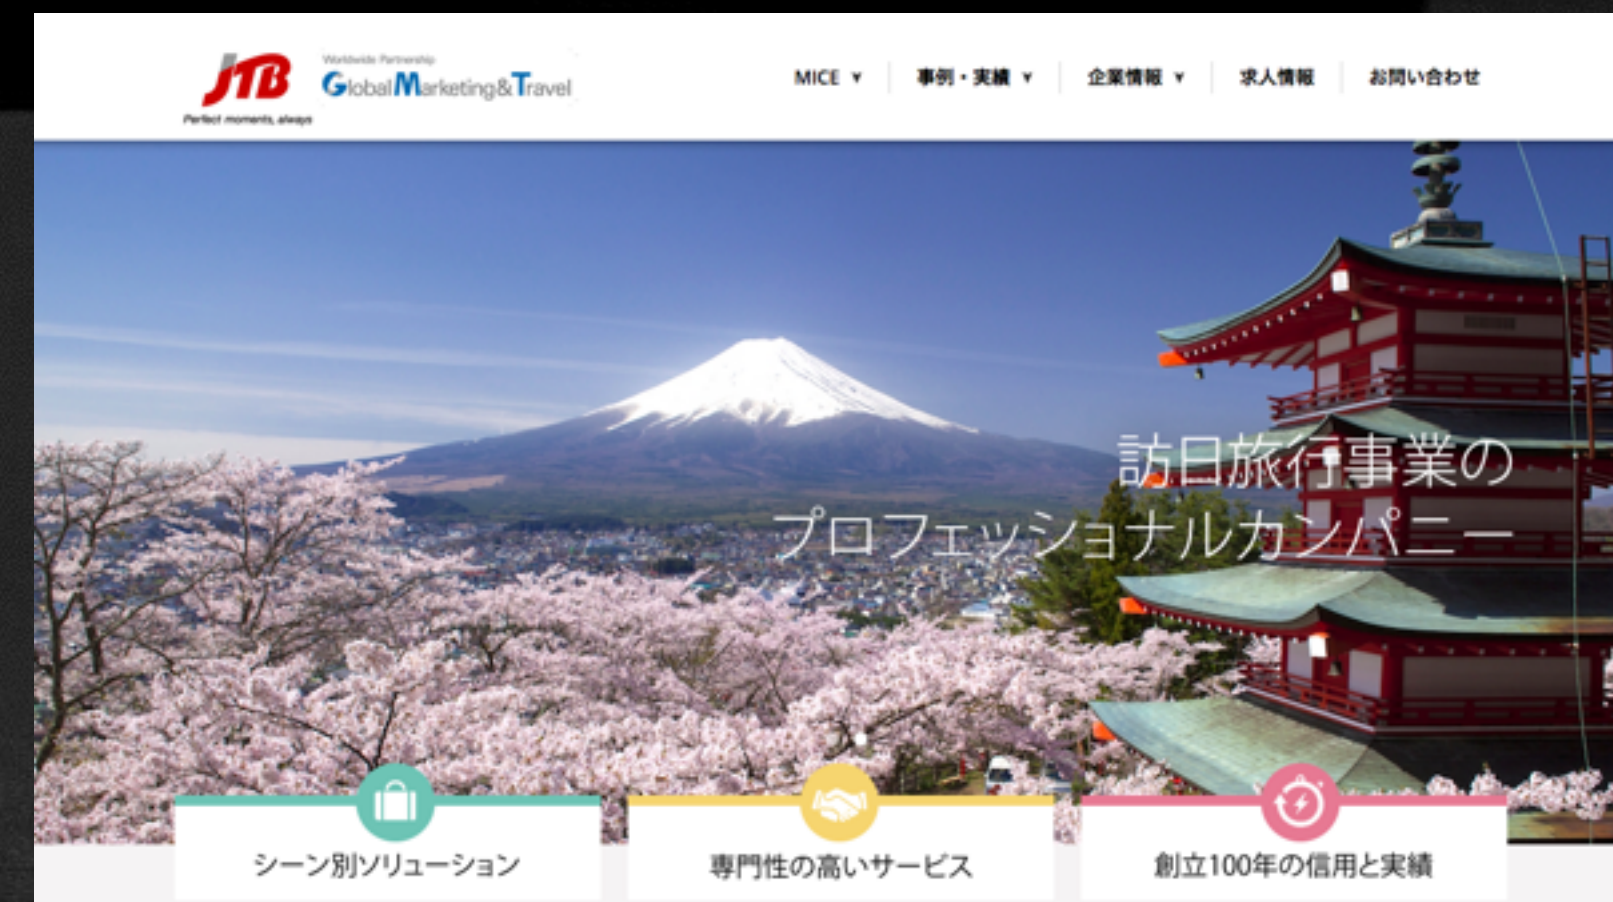 JTB
Perfect moments, always
Worldwide Partnership
Global Marketing & Travel
MICE ▼
事例・実績 ▼
企業情報 ▼
求人情報
お問い合わせ
訪日旅行事業の
プロフェッショナルカンパニー
シーン別ソリューション
専門性の高いサービス
創立100年の信用と実績